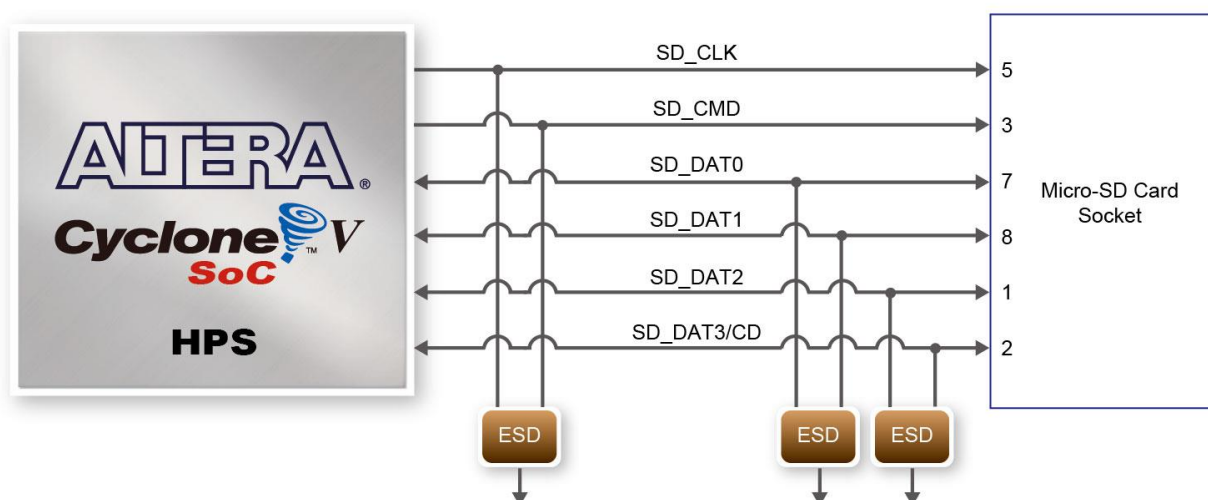 ALTERA®
Cyclone™ V
SoC
HPS
SD_CLK
SD_CMD
SD_DAT0
SD_DAT1
SD_DAT2
SD_DAT3/CD
5
3
7
8
1
2
Micro-SD Card
Socket
ESD
ESD
ESD